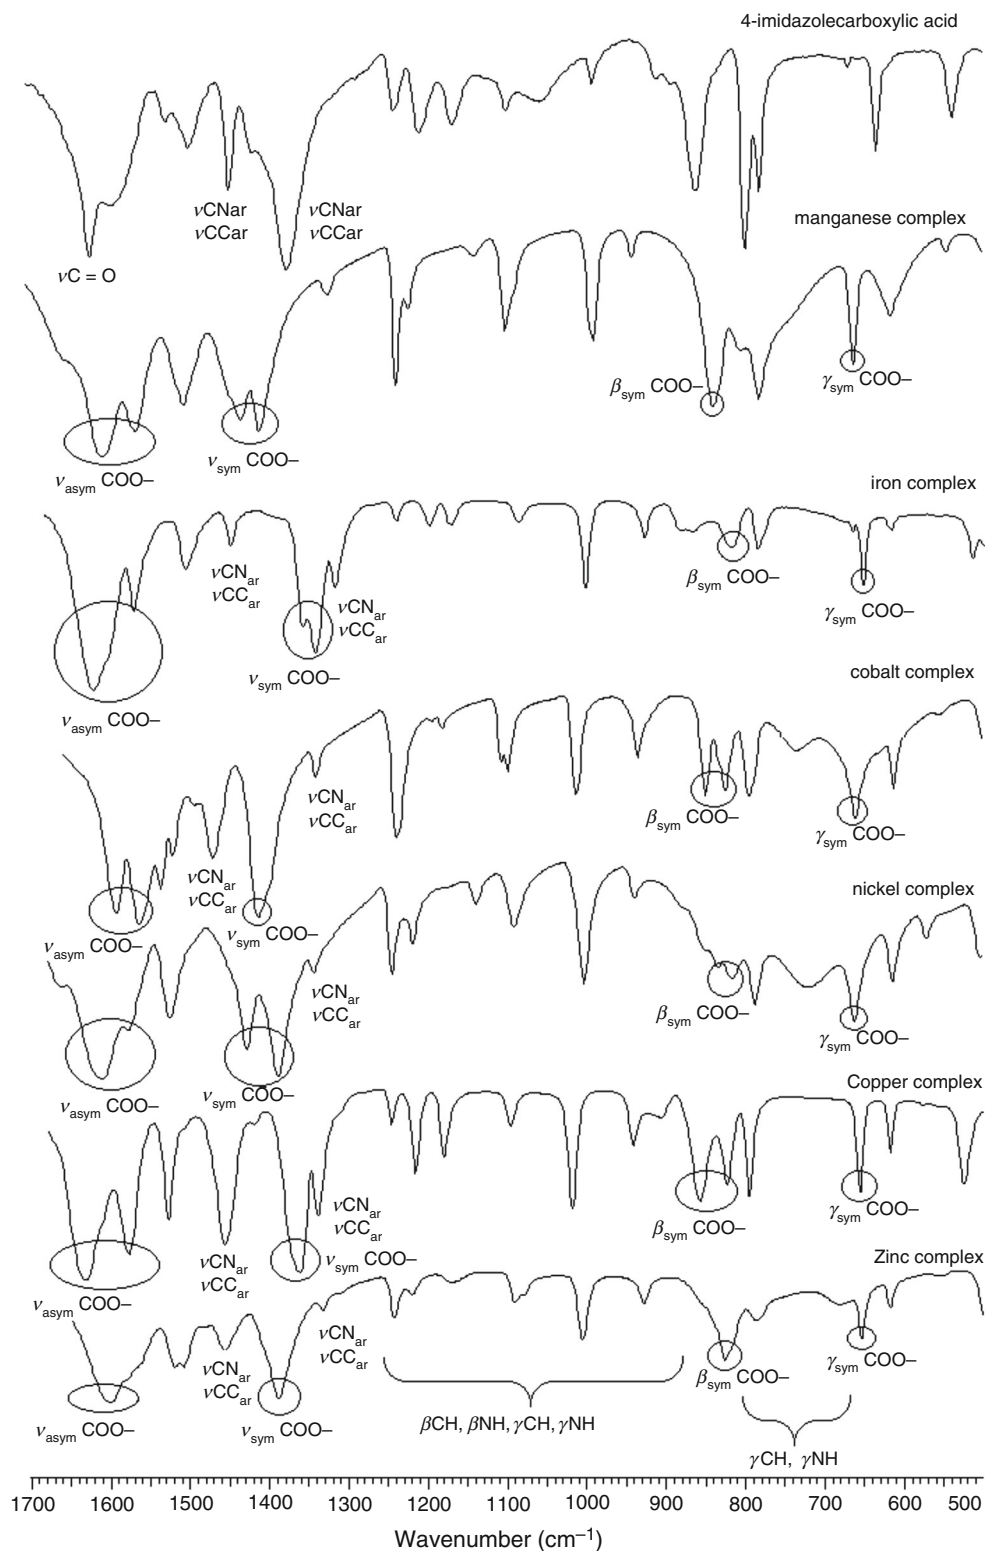 4-imidazolecarboxylic acid
νCNar
νCCar
νCNar
νCCar
νC = O
manganese complex
βsym COO–
γsym COO–
νsym COO–
νasym COO–
iron complex
νCNar
νCCar
βsym COO–
νCNar
νCCar
γsym COO–
νsym COO–
νasym COO–
cobalt complex
νCNar
νCCar
βsym COO–
γsym COO–
νCNar
νCCar
νsym COO–
νasym COO–
nickel complex
νCNar
νCCar
βsym COO–
γsym COO–
νsym COO–
νasym COO–
Copper complex
νCNar
νCCar
γsym COO–
βsym COO–
νCNar
νCCar
νsym COO–
νasym COO–
Zinc complex
νCNar
νCCar
νCNar
νCCar
γsym COO–
βsym COO–
νasym COO–
νsym COO–
βCH, βNH, γCH, γNH
γCH, γNH
1700 1600 1500 1400 1300 1200 1100 1000 900 800 700 600 500
Wavenumber (cm–1)